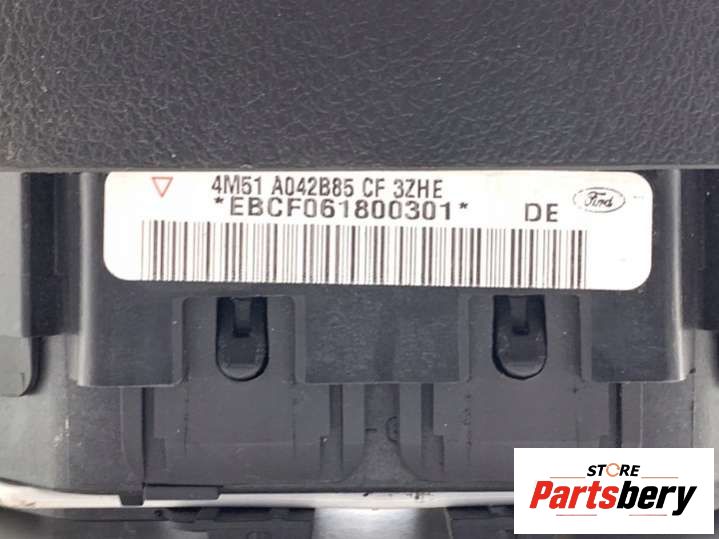 4M51 A042B85 CF 3ZHE
*EBCF061800301*
DE
Ford
STORE
Partsbery